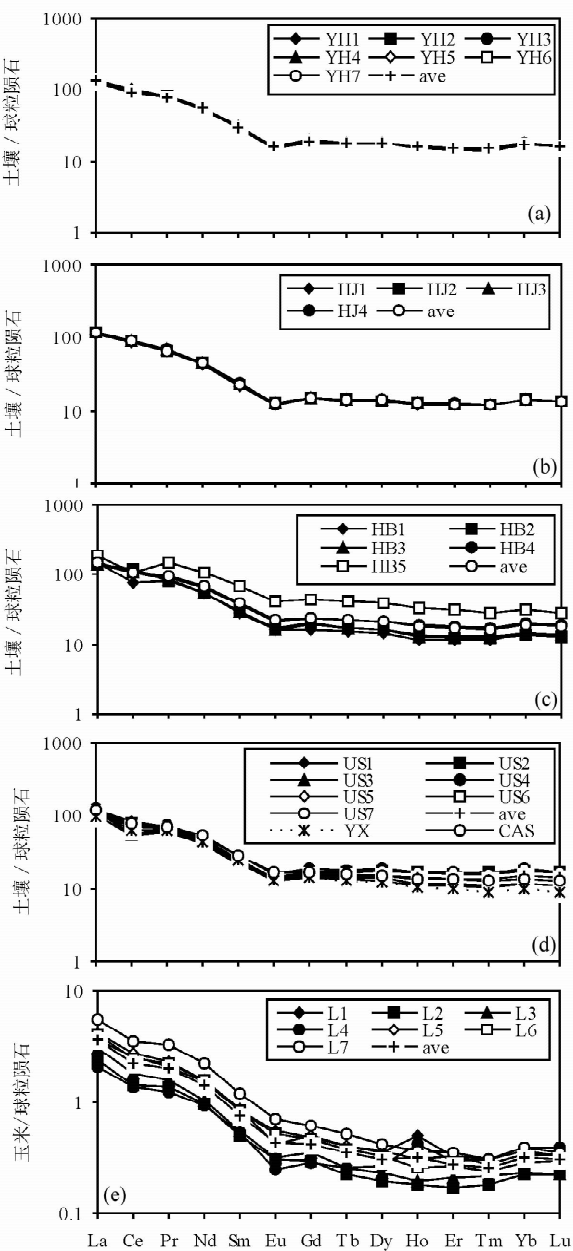 1000
100
10
1
土壤 / 球粒陨石
YH1 YH2 YH3
YH4 YH5 YH6
YH7 ave
(a)
1000
100
10
1
土壤 / 球粒陨石
HJ1 HJ2 HJ3
HJ4 ave
(b)
1000
100
10
1
土壤 / 球粒陨石
HB1 HB2
HB3 HB4
HB5 ave
(c)
1000
100
10
1
土壤 / 球粒陨石
US1 US2
US3 US4
US5 US6
US7 ave
YX CAS
(d)
10
1
0.1
玉米/球粒陨石
L1 L2 L3
L4 L5 L6
L7 ave
(e)
La Ce Pr Nd Sm Eu Gd Tb Dy Ho Er Tm Yb Lu